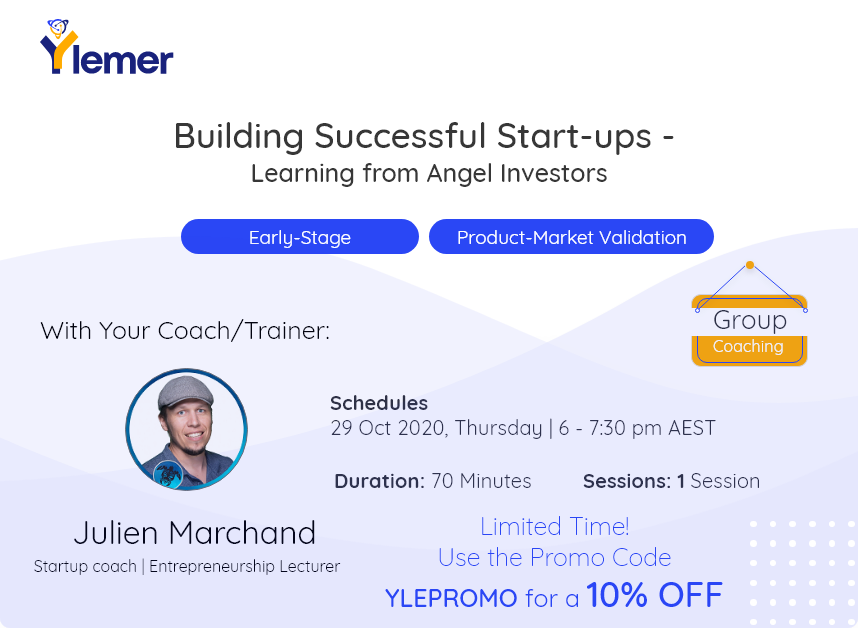 Ylemer
Building Successful Start-ups -
Learning from Angel Investors
Early-Stage
Product-Market Validation
Group
Coaching
With Your Coach/Trainer:
Schedules
29 Oct 2020, Thursday | 6 - 7:30 pm AEST
Duration: 70 Minutes
Sessions: 1 Session
Julien Marchand
Startup coach | Entrepreneurship Lecturer
Limited Time!
Use the Promo Code
YLEPROMO for a 10% OFF